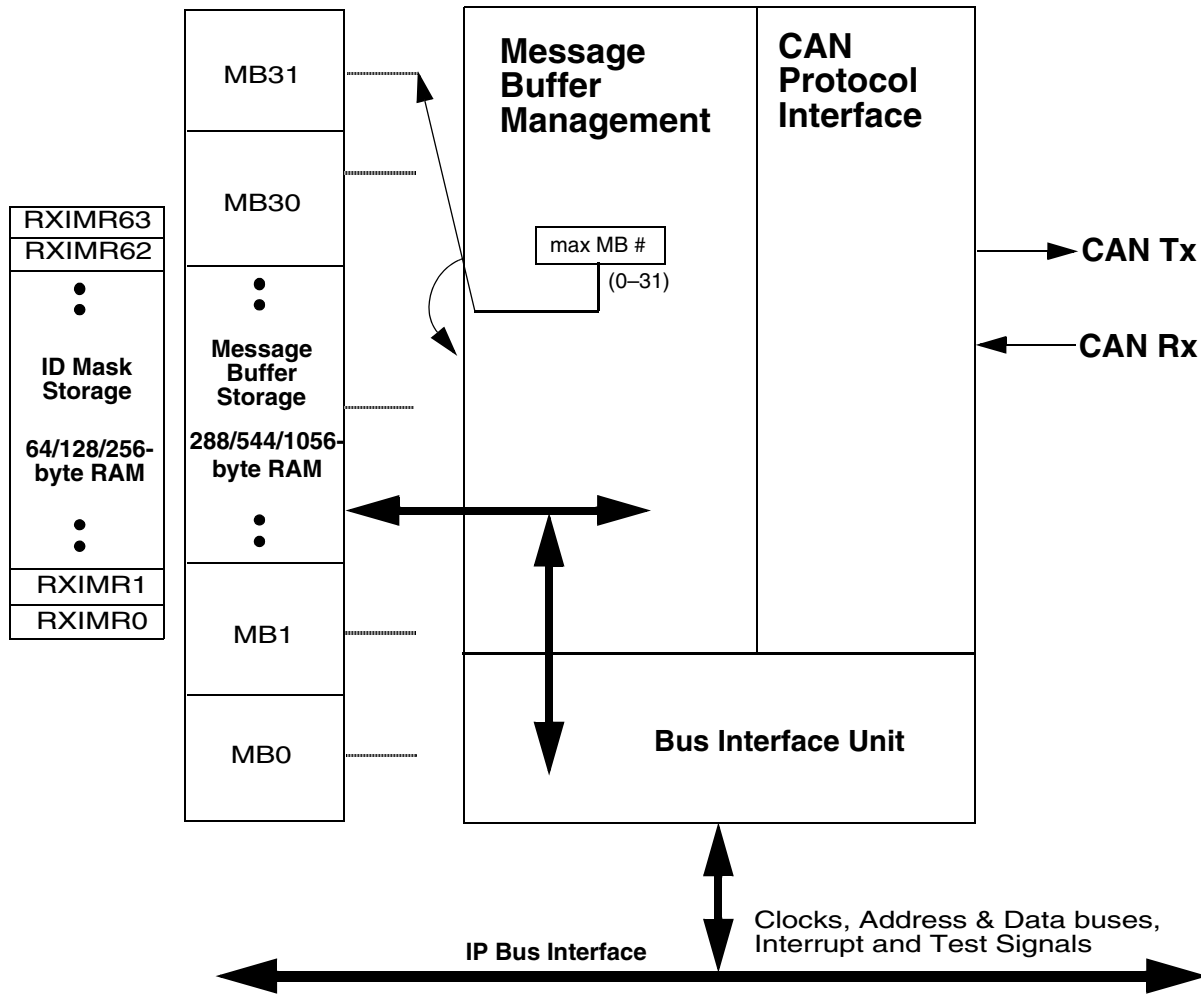 RXIMR63
RXIMR62
ID Mask
Storage
64/128/256-
byte RAM
RXIMR1
RXIMR0
MB31
MB30
Message
Buffer
Storage
288/544/1056-
byte RAM
MB1
MB0
Message
Buffer
Management
max MB #
(0–31)
CAN
Protocol
Interface
CAN Tx
CAN Rx
Bus Interface Unit
Clocks, Address & Data buses,
Interrupt and Test Signals
IP Bus Interface